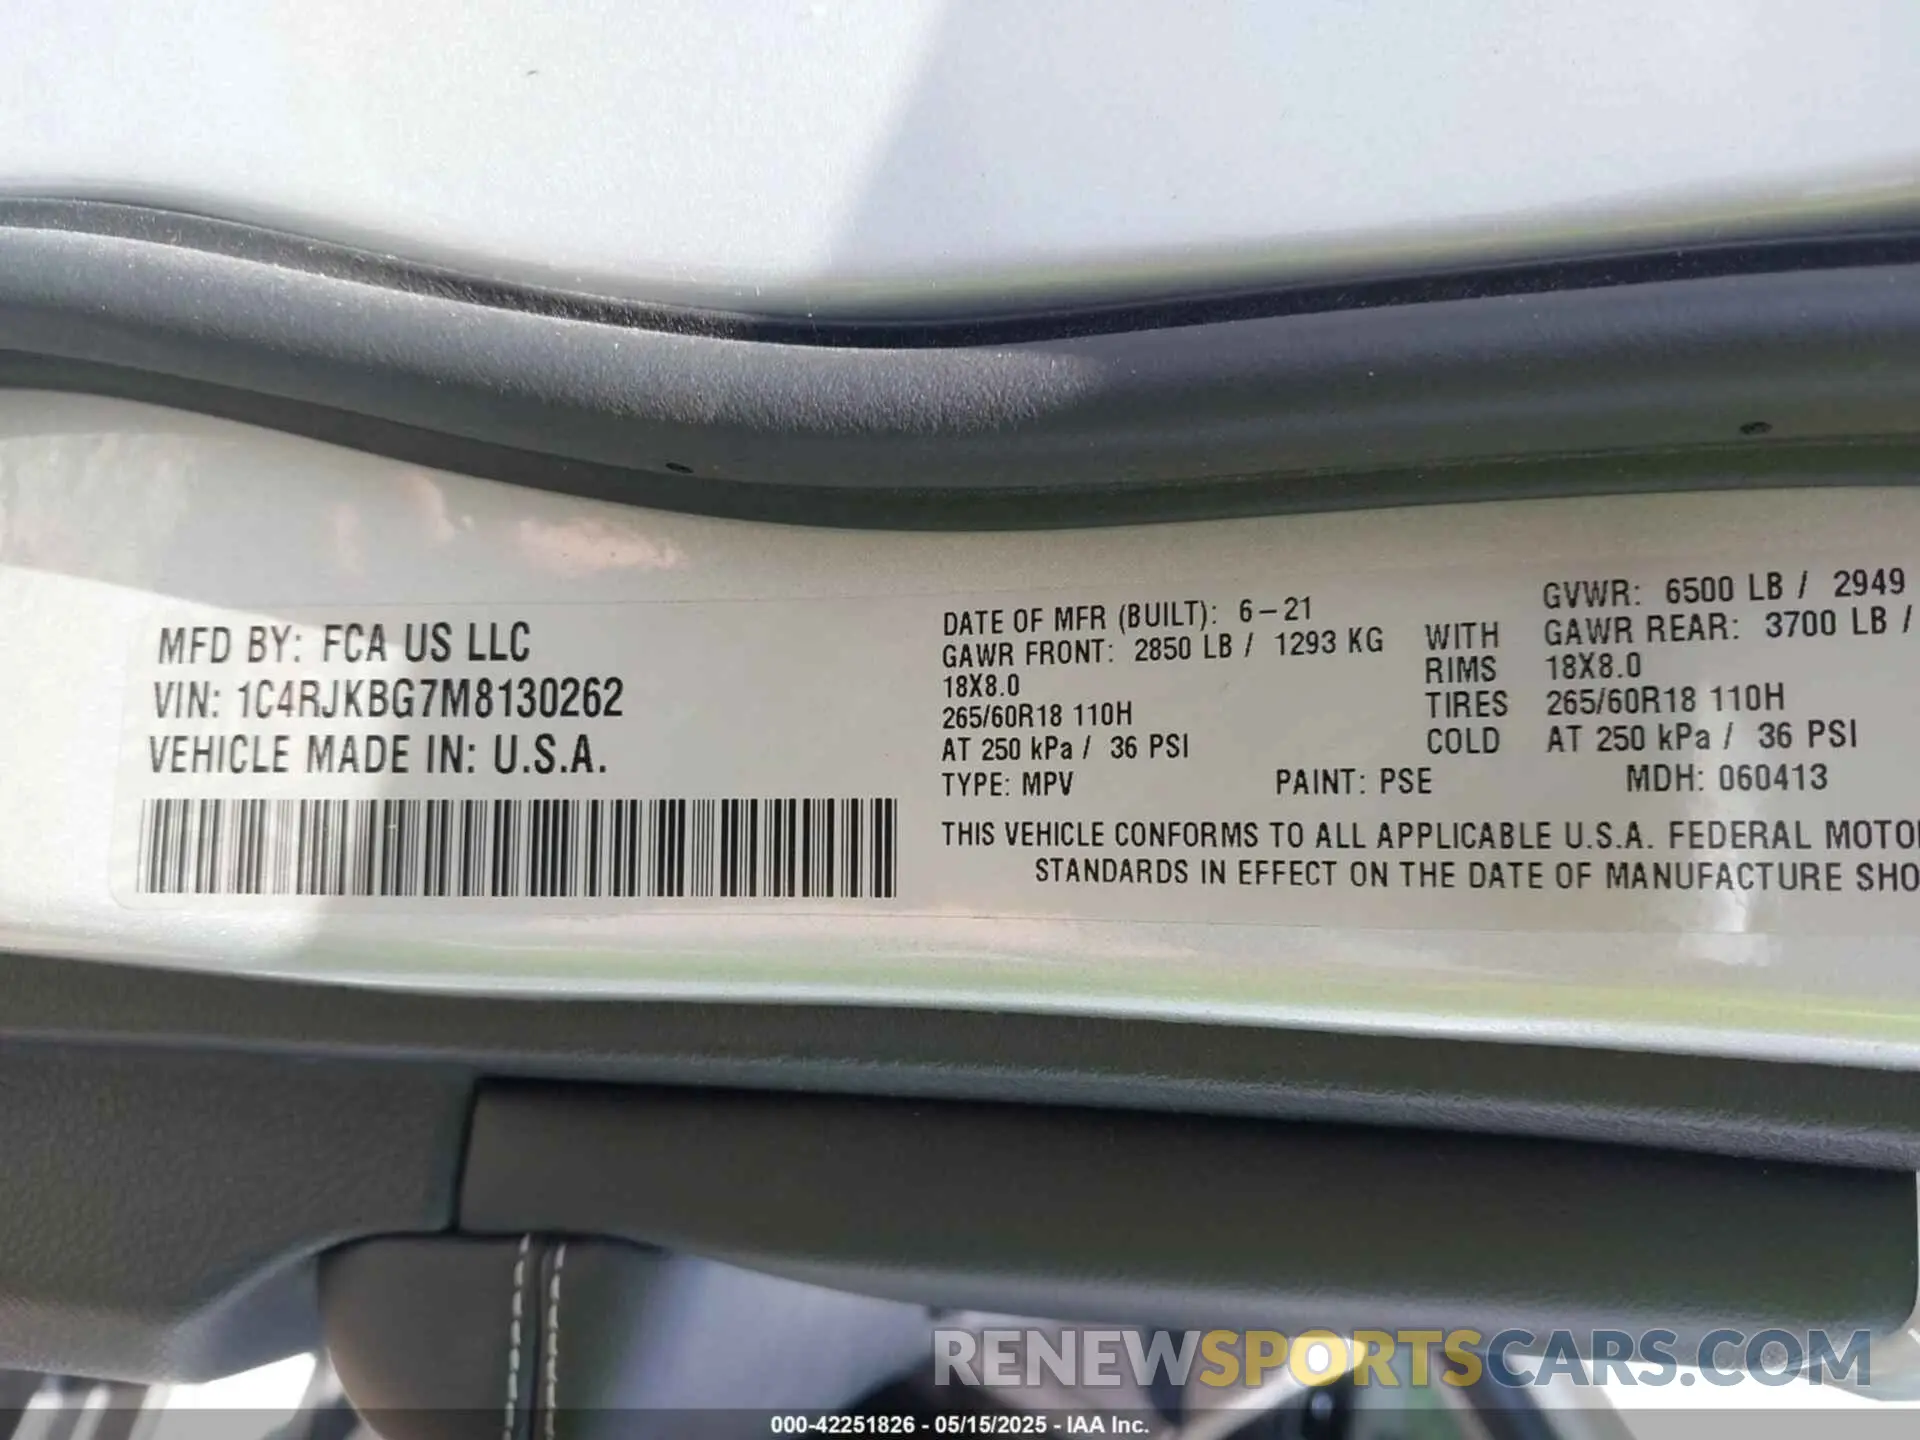 MFD BY: FCA US LLC
VIN: 1C4RJKBG7M8130262
VEHICLE MADE IN: U.S.A.
DATE OF MFR (BUILT): 6-21
GVWR: 6500 LB / 2949
GAWR FRONT: 2850 LB / 1293 KG WITH GAWR REAR: 3700 LB /
18X8.0 RIMS 18X8.0
265/60R18 110H TIRES 265/60R18 110H
AT 250 kPa / 36 PSI COLD AT 250 kPa / 36 PSI
TYPE: MPV PAINT: PSE MDH: 060413
THIS VEHICLE CONFORMS TO ALL APPLICABLE U.S.A. FEDERAL
STANDARDS IN EFFECT ON THE DATE OF MANUFACTURE
RENEWSPORTSCARS.COM
000-42251826 - 05/15/2025 - IAA Inc.